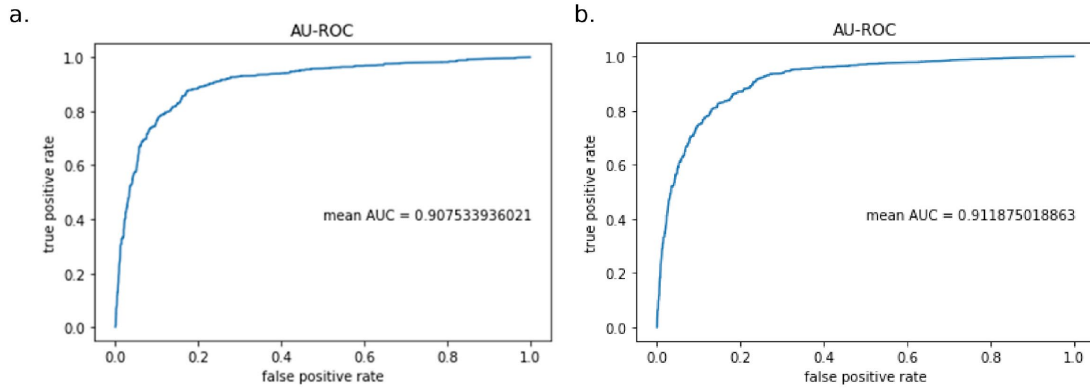 a.
AU-ROC
1.0
0.8
0.6
0.4
0.2
0.0
true positive rate
mean AUC = 0.907533936021
0.0 0.2 0.4 0.6 0.8 1.0
false positive rate
b.
AU-ROC
1.0
0.8
0.6
0.4
0.2
0.0
true positive rate
mean AUC = 0.911875018863
0.0 0.2 0.4 0.6 0.8 1.0
false positive rate